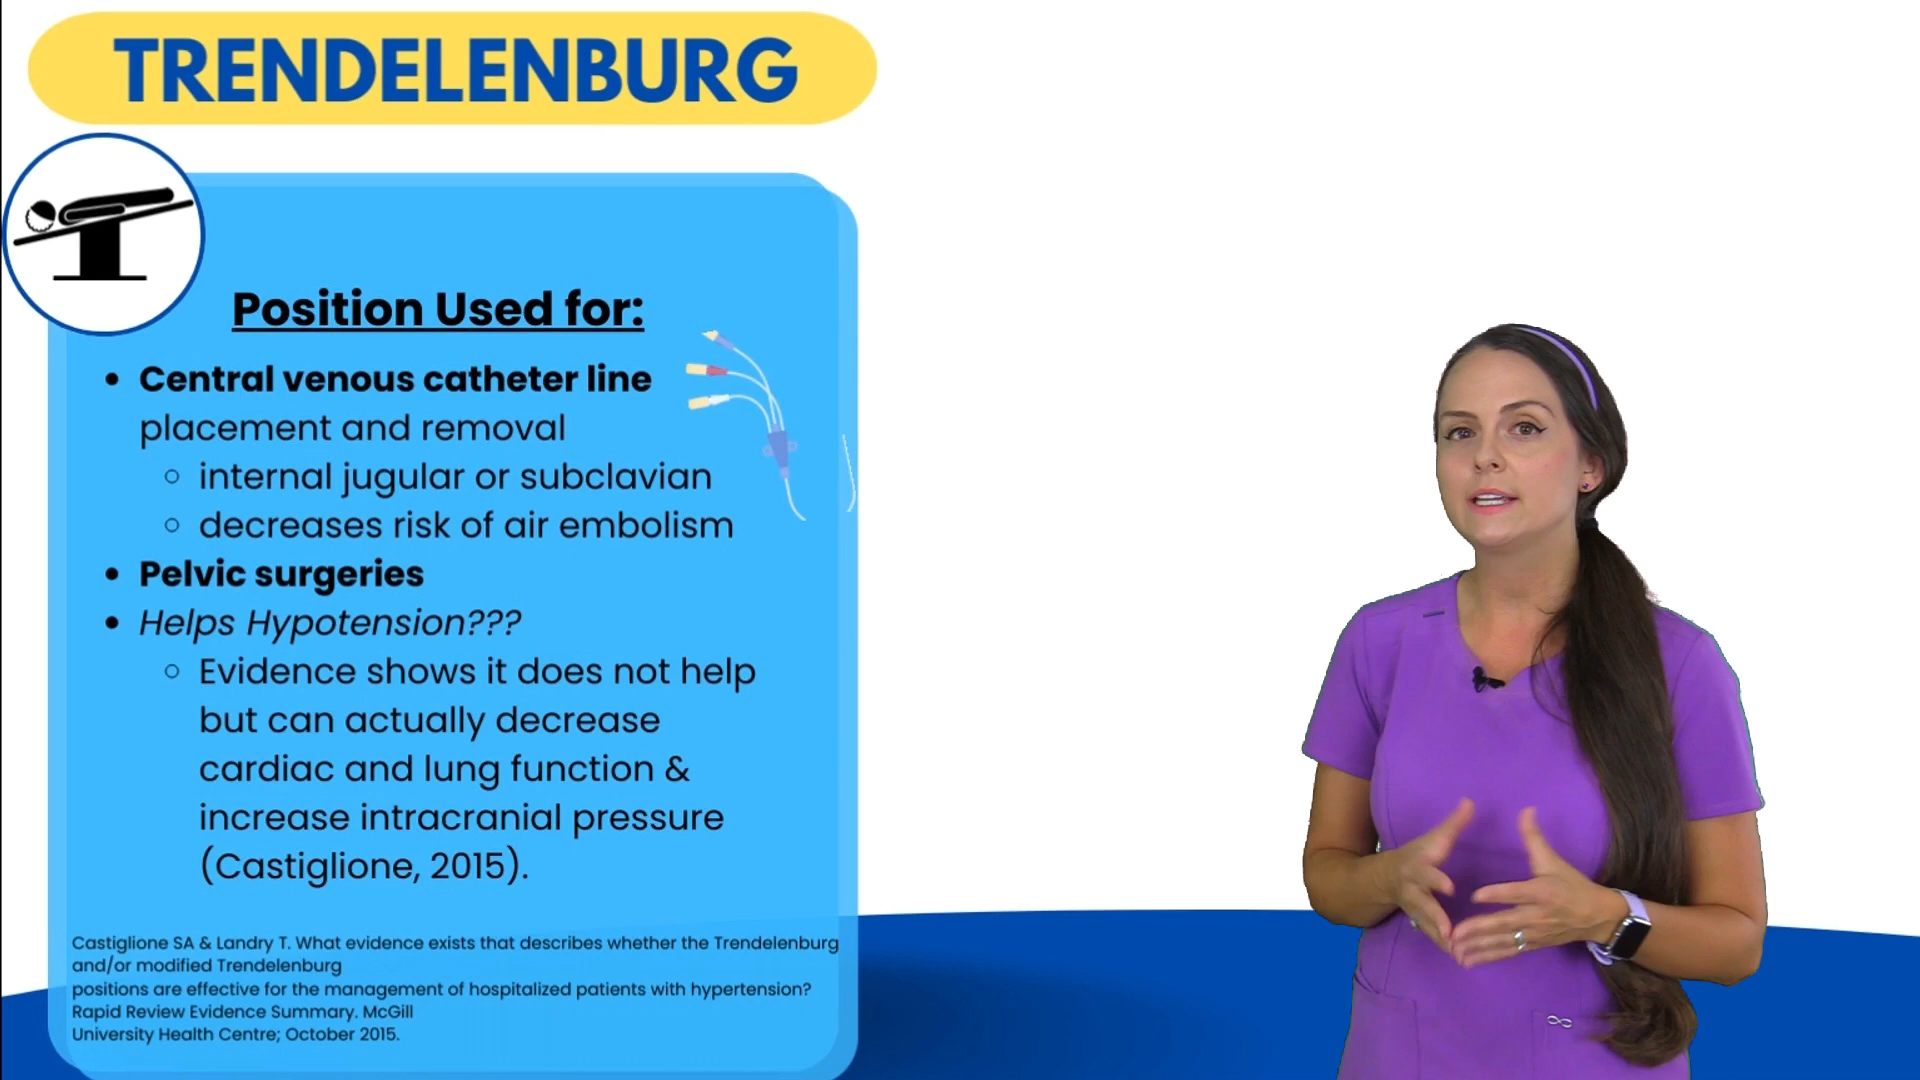 TRENDELENBURG
Position Used for:
• Central venous catheter line
placement and removal
○ internal jugular or subclavian
○ decreases risk of air embolism
• Pelvic surgeries
• Helps Hypotension???
○ Evidence shows it does not help
but can actually decrease
cardiac and lung function &
increase intracranial pressure
(Castiglione, 2015).
Castiglione SA & Landry T. What evidence exists that describes whether the Trendelenburg
and/or modified Trendelenburg
positions are effective for the management of hospitalized patients with hypertension?
Rapid Review Evidence Summary. McGill
University Health Centre; October 2015.